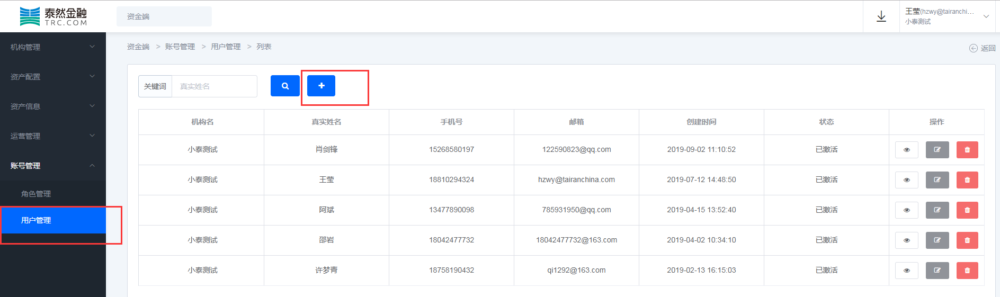 泰然金融
TRC.COM
资金端
王莹(hzwy@tairanchi...
小泰测试
机构管理
资产配置
资产信息
运营管理
账号管理
角色管理
用户管理
资金端 > 账号管理 > 用户管理 > 列表
返回
关键词 真实姓名
机构名 真实姓名 手机号 邮箱 创建时间 状态 操作
小泰测试 肖剑锋 15268580197 122590823@qq.com 2019-09-02 11:10:52 已激活
小泰测试 王莹 18810294324 hzwy@tairanchina.com 2019-07-12 14:48:50 已激活
小泰测试 阿斌 13477890098 785931950@qq.com 2019-04-15 13:52:40 已激活
小泰测试 邵岩 18042477732 18042477732@163.com 2019-04-02 10:34:10 已激活
小泰测试 许梦青 18758190432 qi1292@163.com 2019-02-13 16:15:03 已激活